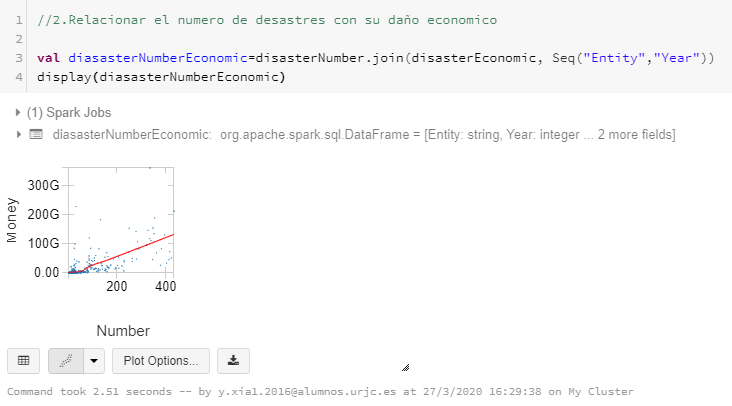 1 //2.Relacionar el numero de desastres con su daño economico
2
3 val diasasterNumberEconomic=disasterNumber.join(disasterEconomic, Seq("Entity","Year"))
4 display(diasasterNumberEconomic)
(1) Spark Jobs
diasasterNumberEconomic: org.apache.spark.sql.DataFrame = [Entity: string, Year: integer ... 2 more fields]
300G
200G
100G
0.00
Money
200 400
Number
Plot Options...
Command took 2.51 seconds -- by y.xia1.2016@alumnos.urjc.es at 27/3/2020 16:29:38 on My Cluster